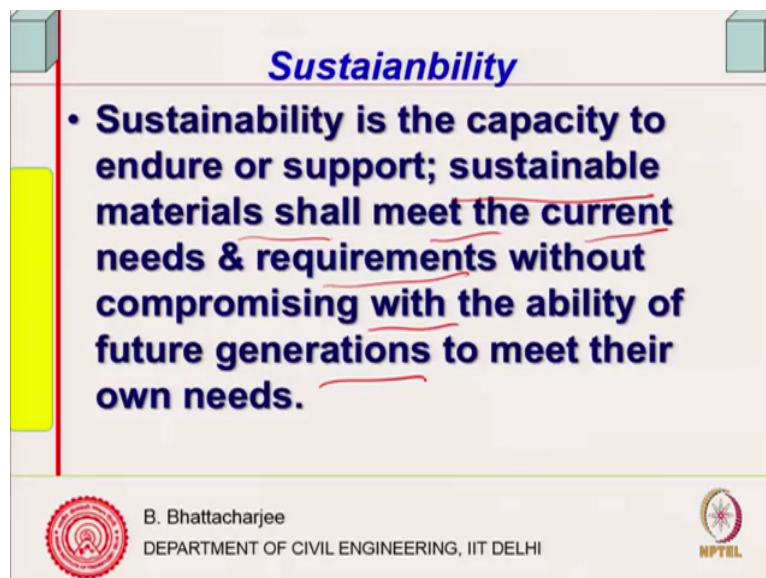 Sustaianbility
• Sustainability is the capacity to
endure or support; sustainable
materials shall meet the current
needs & requirements without
compromising with the ability of
future generations to meet their
own needs.
B. Bhattacharjee
DEPARTMENT OF CIVIL ENGINEERING, IIT DELHI
NPTEL